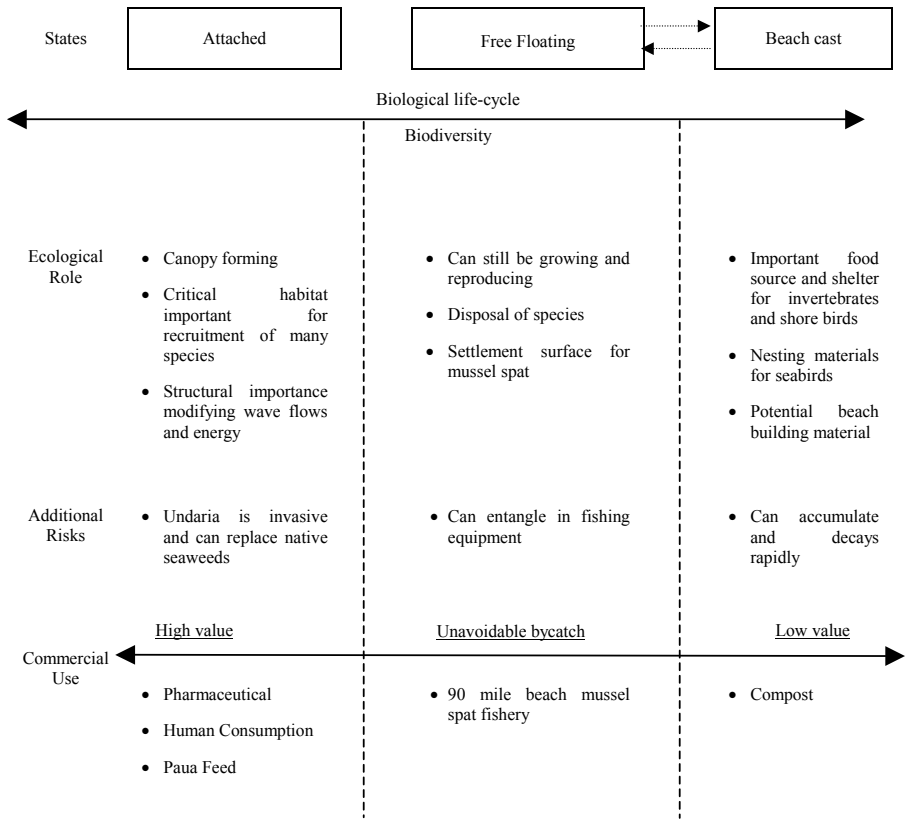 States
Attached
Free Floating
Beach cast
Biological life-cycle
Biodiversity
Ecological
Role
• Canopy forming
• Critical habitat
important for
recruitment of many
species
• Structural importance
modifying wave flows
and energy
• Can still be growing and
reproducing
• Disposal of species
• Settlement surface for
mussel spat
• Important food
source and shelter
for invertebrates
and shore birds
• Nesting materials
for seabirds
• Potential beach
building material
Additional
Risks
• Undaria is invasive
and can replace native
seaweeds
• Can entangle in fishing
equipment
• Can accumulate
and decays
rapidly
High value
Unavoidable bycatch
Low value
Commercial
Use
• Pharmaceutical
• Human Consumption
• Paua Feed
• 90 mile beach mussel
spat fishery
• Compost